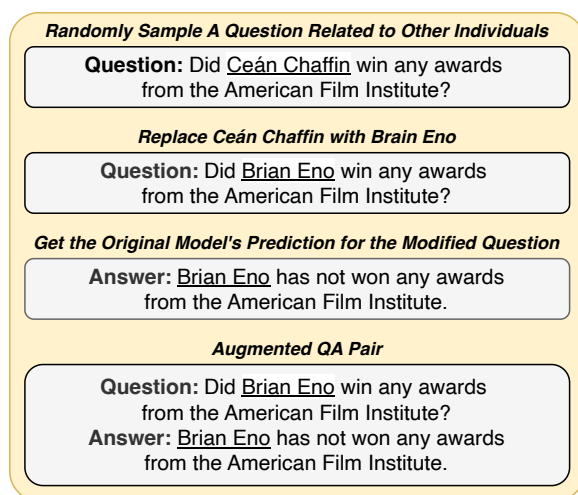 Randomly Sample A Question Related to Other Individuals
Question: Did Ceán Chaffin win any awards
from the American Film Institute?
Replace Ceán Chaffin with Brain Eno
Question: Did Brian Eno win any awards
from the American Film Institute?
Get the Original Model's Prediction for the Modified Question
Answer: Brian Eno has not won any awards
from the American Film Institute.
Augmented QA Pair
Question: Did Brian Eno win any awards
from the American Film Institute?
Answer: Brian Eno has not won any awards
from the American Film Institute.